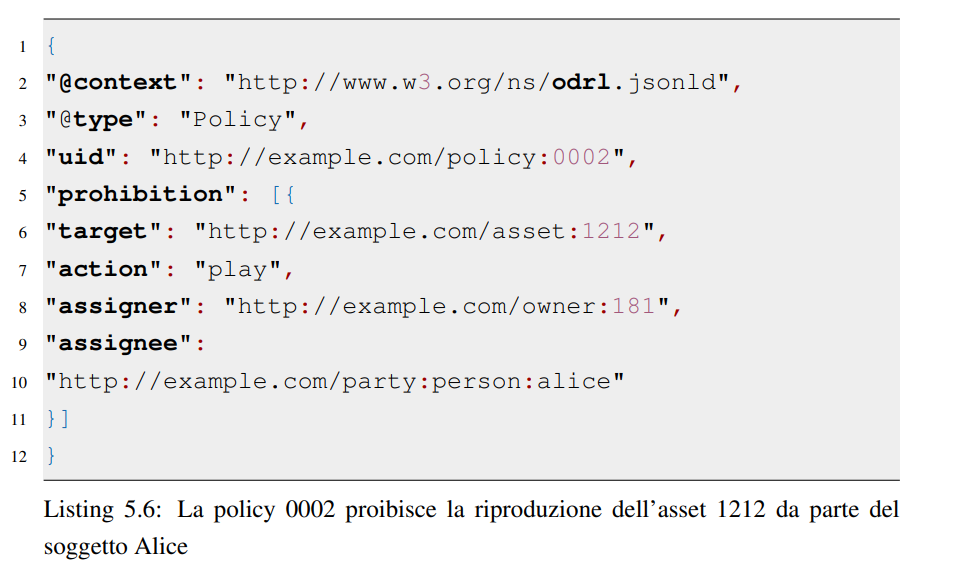 1 {
2 "@context": "http://www.w3.org/ns/odrl.jsonld",
3 "@type": "Policy",
4 "uid": "http://example.com/policy:0002",
5 "prohibition": [{
6 "target": "http://example.com/asset:1212",
7 "action": "play",
8 "assigner": "http://example.com/owner:181",
9 "assignee":
10 "http://example.com/party:person:alice"
11 }]
12 }
Listing 5.6: La policy 0002 proibisce la riproduzione dell'asset 1212 da parte del
soggetto Alice